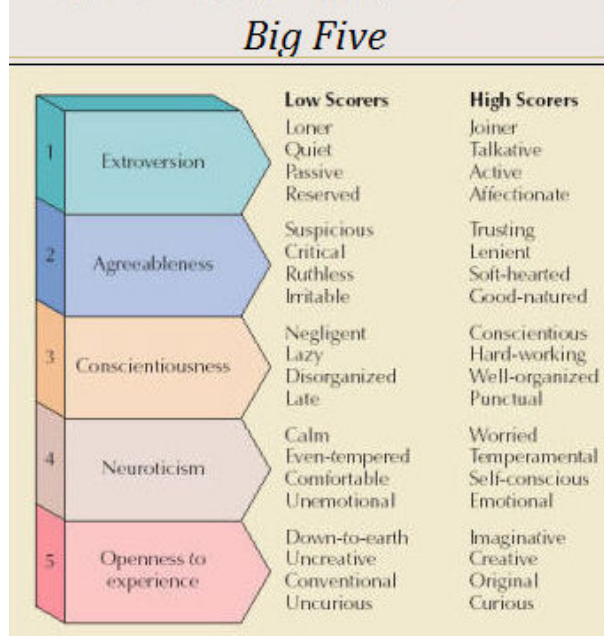 Big Five
Low Scorers High Scorers
1 Extroversion
Loner Joiner
Quiet Talkative
Passive Active
Reserved Affectionate
2 Agreeableness
Suspicious Trusting
Critical Lenient
Ruthless Soft-hearted
Irritable Good-natured
3 Conscientiousness
Negligent Conscientious
Lazy Hard-working
Disorganized Well-organized
Late Punctual
4 Neuroticism
Calm Worried
Even-tempered Temperamental
Comfortable Self-conscious
Unemotional Emotional
5 Openness to
experience
Down-to-earth Imaginative
Uncreative Creative
Conventional Original
Uncurious Curious